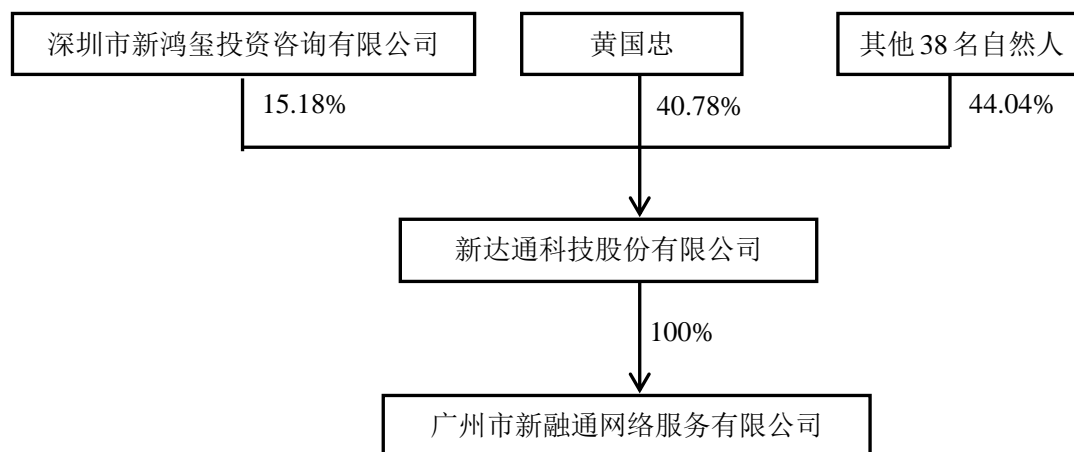 深圳市新鸿玺投资咨询有限公司
黄国忠
其他 38 名自然人
15.18%
40.78%
44.04%
新达通科技股份有限公司
100%
广州市新融通网络服务有限公司